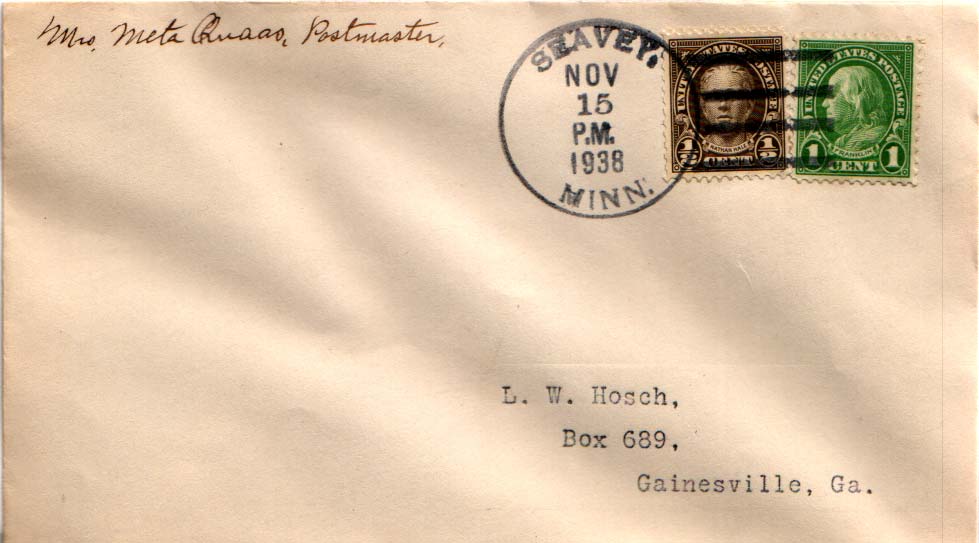 Mrs. Meta Quaas, Postmaster,
SEAVEY.
NOV
15
P.M.
1938
MINN.
UNITED STATES POSTAGE
NATHAN HALE
1/2 CENT 1/2
UNITED STATES POSTAGE
FRANKLIN
1 CENT 1
L. W. Hosch,
Box 689,
Gainesville, Ga.